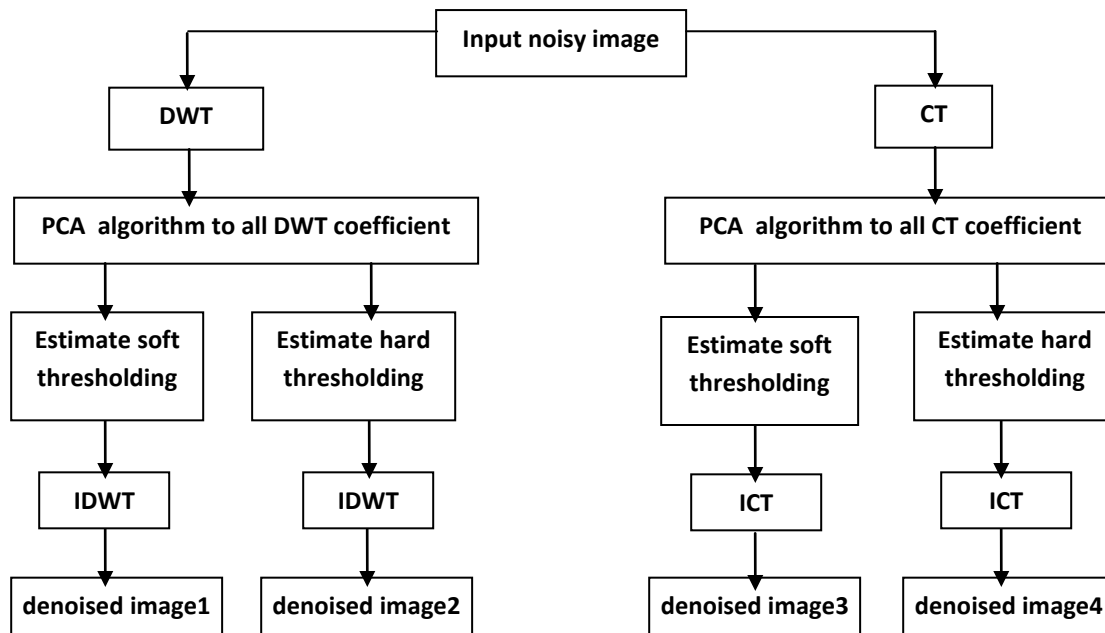 Input noisy image
DWT
CT
PCA algorithm to all DWT coefficient
PCA algorithm to all CT coefficient
Estimate soft
thresholding
Estimate hard
thresholding
Estimate soft
thresholding
Estimate hard
thresholding
IDWT
IDWT
ICT
ICT
denoised image1
denoised image2
denoised image3
denoised image4